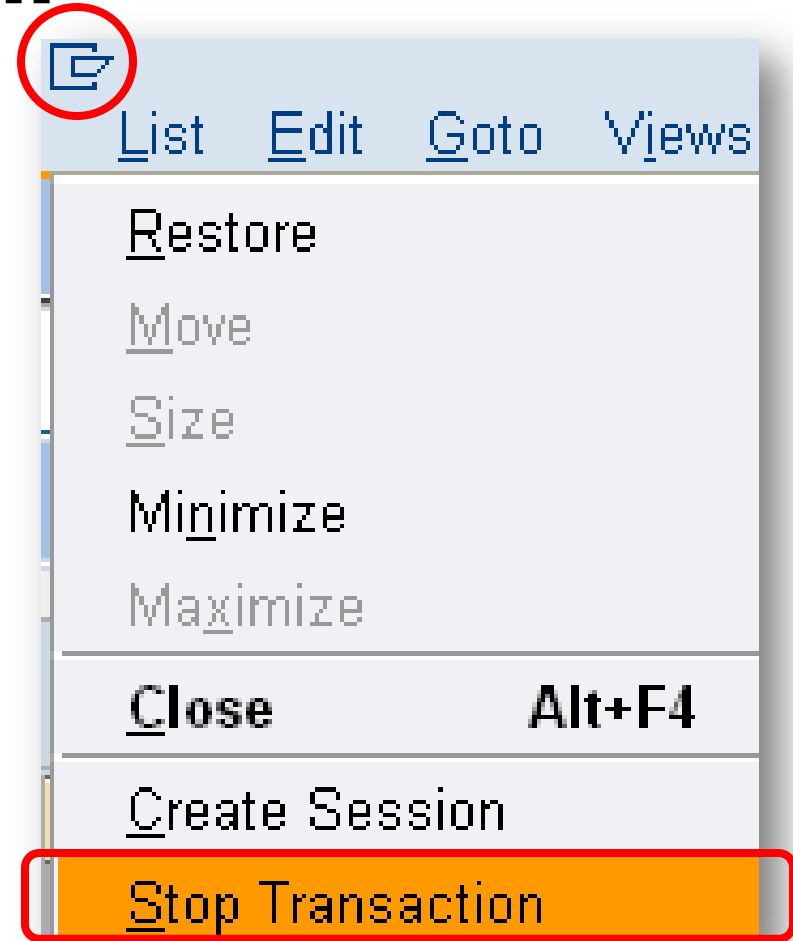 List Edit Goto Views
Restore
Move
Size
Minimize
Maximize
Close Alt+F4
Create Session
Stop Transaction